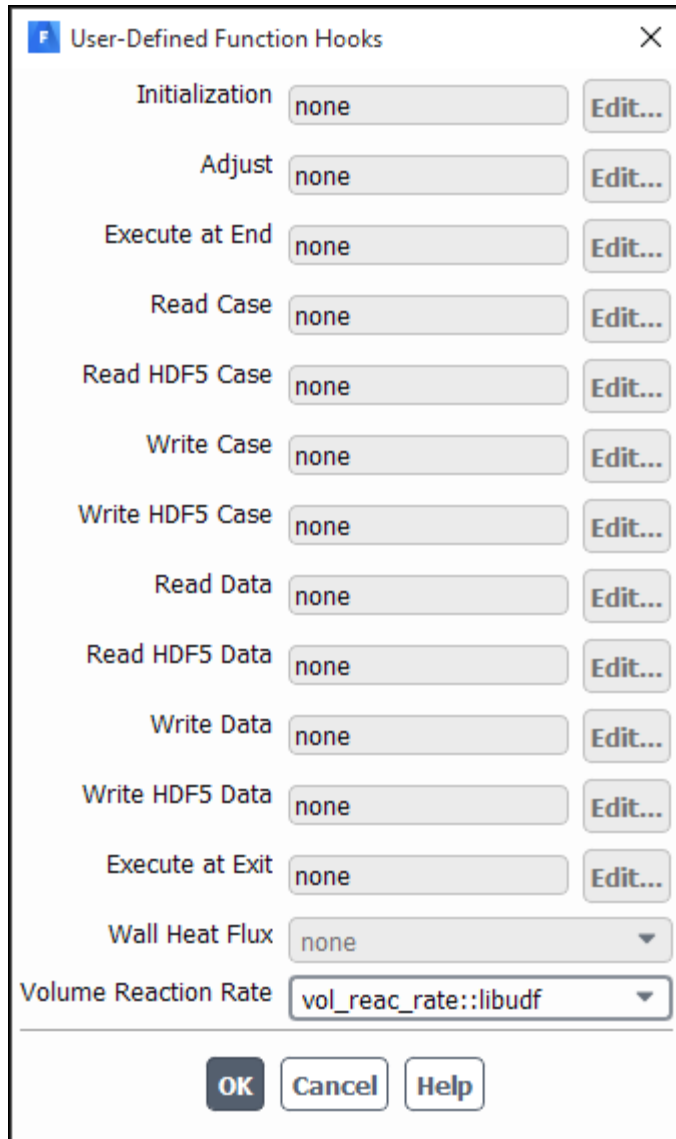 F User-Defined Function Hooks
Initialization none Edit...
Adjust none Edit...
Execute at End none Edit...
Read Case none Edit...
Read HDF5 Case none Edit...
Write Case none Edit...
Write HDF5 Case none Edit...
Read Data none Edit...
Read HDF5 Data none Edit...
Write Data none Edit...
Write HDF5 Data none Edit...
Execute at Exit none Edit...
Wall Heat Flux none
Volume Reaction Rate vol_reac_rate::libudf
OK Cancel Help